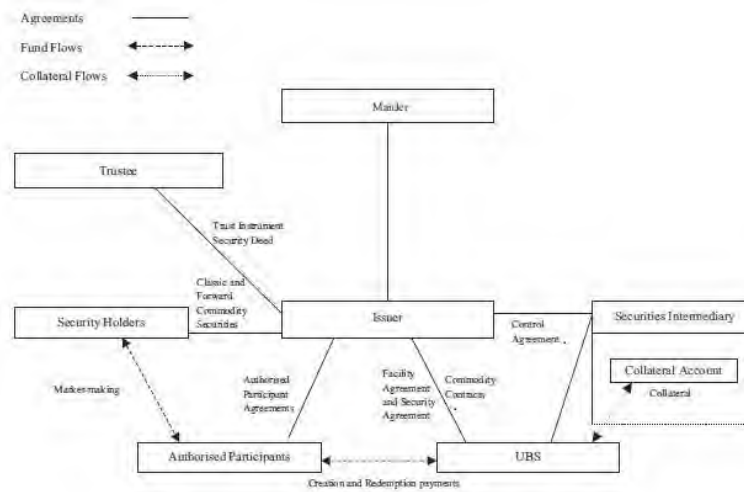 Agreements
Fund Flows
Collateral Flows
Trustee
Trust Instrument
Security Deed
Classic and
Forward
Commodity
Securities
Security Holders
Issuer
Control
Agreement
Securities Intermediary
Collateral Account
Collateral
Market-making
Authorised
Participant
Agreements
Facility
Agreement
and Security
Agreement
Commodity
Contracts
Authorised Participants
UBS
Creation and Redemption payments